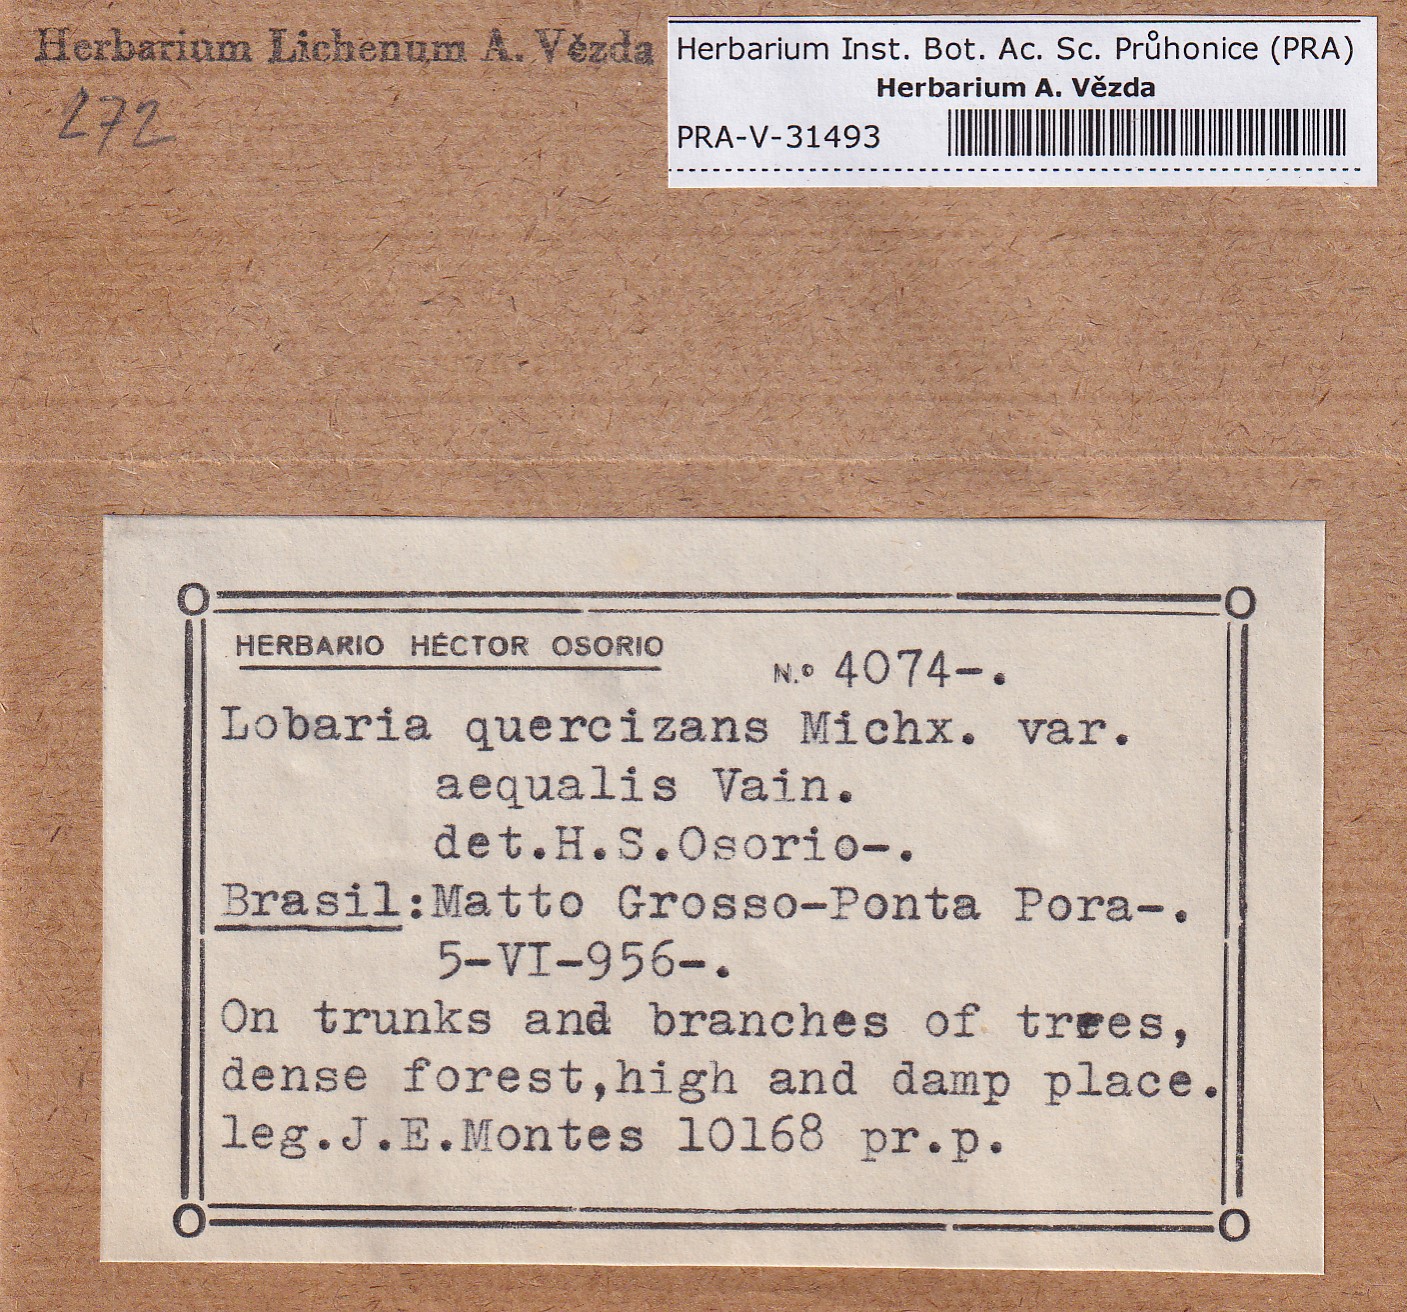 Herbarium Lichenum A. Vězda
272
Herbarium Inst. Bot. Ac. Sc. Průhonice (PRA)
Herbarium A. Vězda
PRA-V-31493
HERBARIO HÉCTOR OSORIO
N.º 4074-.
Lobaria quercizans Michx. var.
aequalis Vain.
det.H.S.Osorio-.
Brasil:Matto Grosso-Ponta Pora-.
5-VI-956-.
On trunks and branches of trees,
dense forest,high and damp place.
leg.J.E.Montes 10168 pr.p.